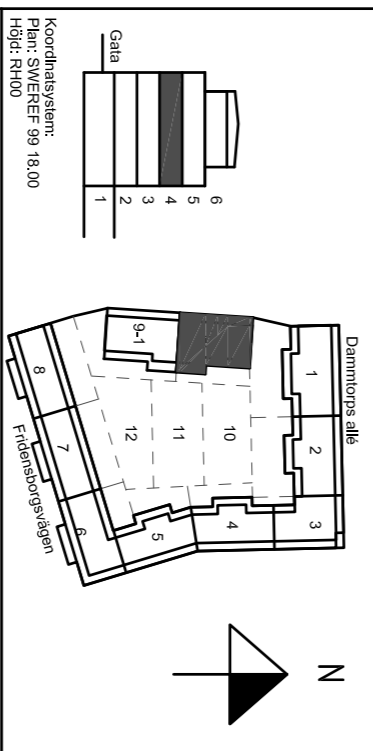 N
Dammtorps allé
1
2
3
4
5
6
7
8
9-1
10
11
12
Fridensborgsvägen
Gata
1
2
3
4
5
6
Koordinatsystem:
Plan: SWEREF 99 18.00
Höjd: RH00